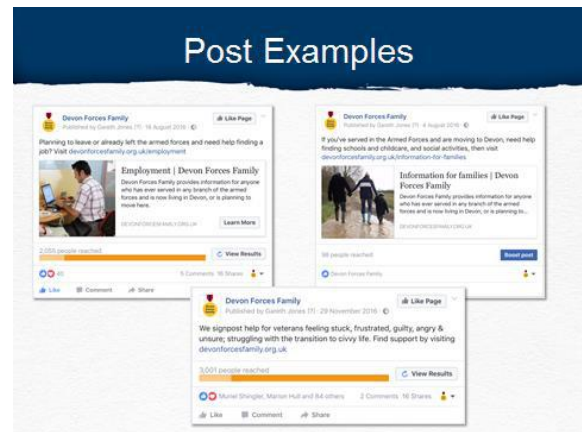 Post Examples
Devon Forces Family
Published by Gareth Jones [?] · 16 August 2016 ·
Like Page
Planning to leave or already left the armed forces and need help finding a
job? Visit devonforcesfamily.org.uk/employment
Employment | Devon Forces Family
Devon Forces Family provides information for anyone
who has ever served in any branch of the armed
forces and is now living in Devon, or is planning to
move here.
DEVONFORCESFAMILY.ORG.UK
Learn More
2,055 people reached
View Results
45
5 Comments 16 Shares
Like
Comment
Share
Devon Forces Family
Published by Gareth Jones [?] · 4 August 2016 ·
Like Page
If you've served in the Armed Forces and are moving to Devon, need help
finding schools and childcare, and social activities, then visit
devonforcesfamily.org.uk/information-for-families
Information for families | Devon
Forces Family
Devon Forces Family provides information for anyone
who has ever served in any branch of the armed
forces and is now living in Devon, or is planning to...
DEVONFORCESFAMILY.ORG.UK
people reached
Boost post
Devon Forces Family
Devon Forces Family
Published by Gareth Jones [?] · 29 November 2016 ·
Like Page
We signpost help for veterans feeling stuck, frustrated, guilty, angry &
unsure; struggling with the transition to civvy life. Find support by visiting
devonforcesfamily.org.uk
3,001 people reached
View Results
Muriel Shingler, Marion Hull and 84 others
2 Comments 16 Shares
Like
Comment
Share